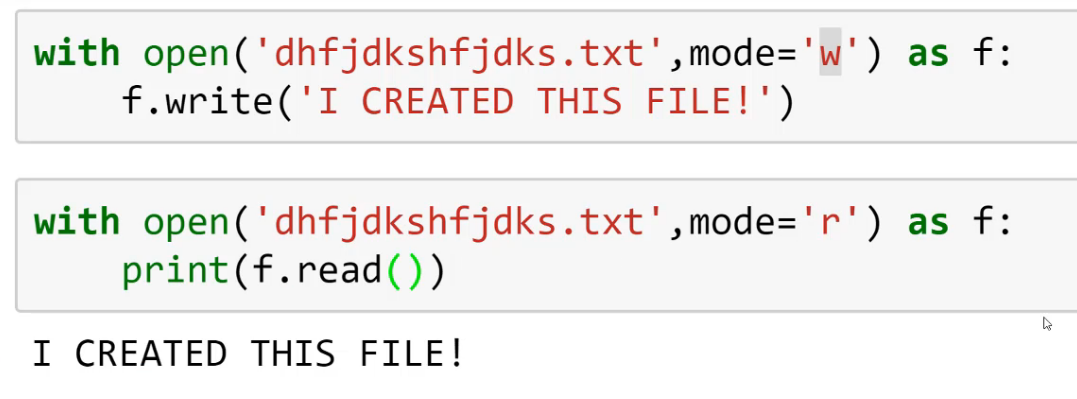 with open('dhfjdkshfjdks.txt',mode='w') as f:
    f.write('I CREATED THIS FILE!')
with open('dhfjdkshfjdks.txt',mode='r') as f:
    print(f.read())
I CREATED THIS FILE!